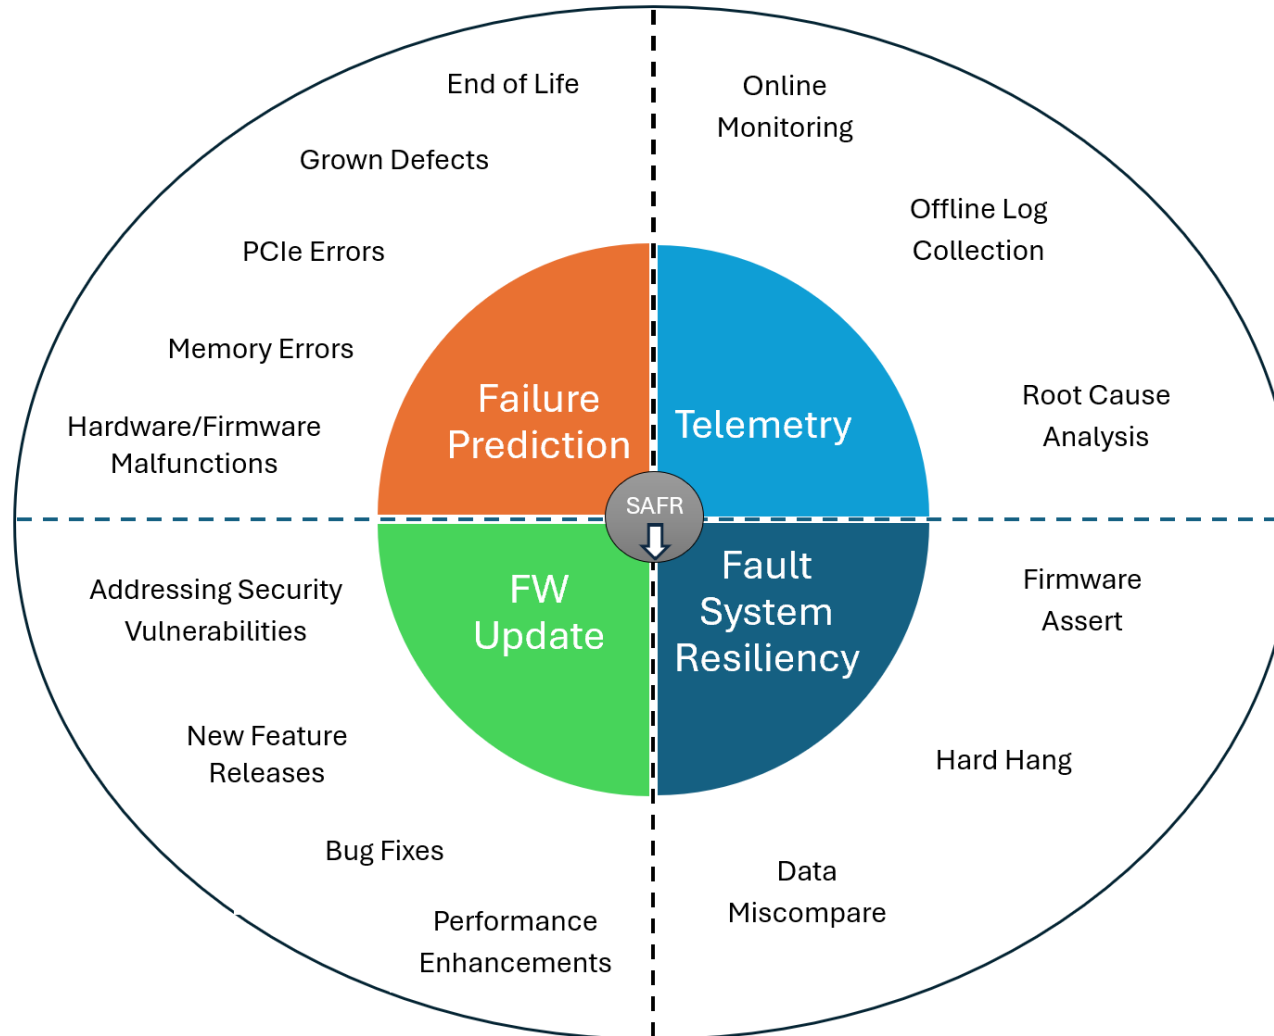 End of Life
Grown Defects
PCIe Errors
Memory Errors
Hardware/Firmware
Malfunctions
Online
Monitoring
Offline Log
Collection
Root Cause
Analysis
Failure
Prediction
Telemetry
SAFR
FW
Update
Fault
System
Resiliency
Addressing Security
Vulnerabilities
New Feature
Releases
Bug Fixes
Performance
Enhancements
Firmware
Assert
Hard Hang
Data
Miscompare